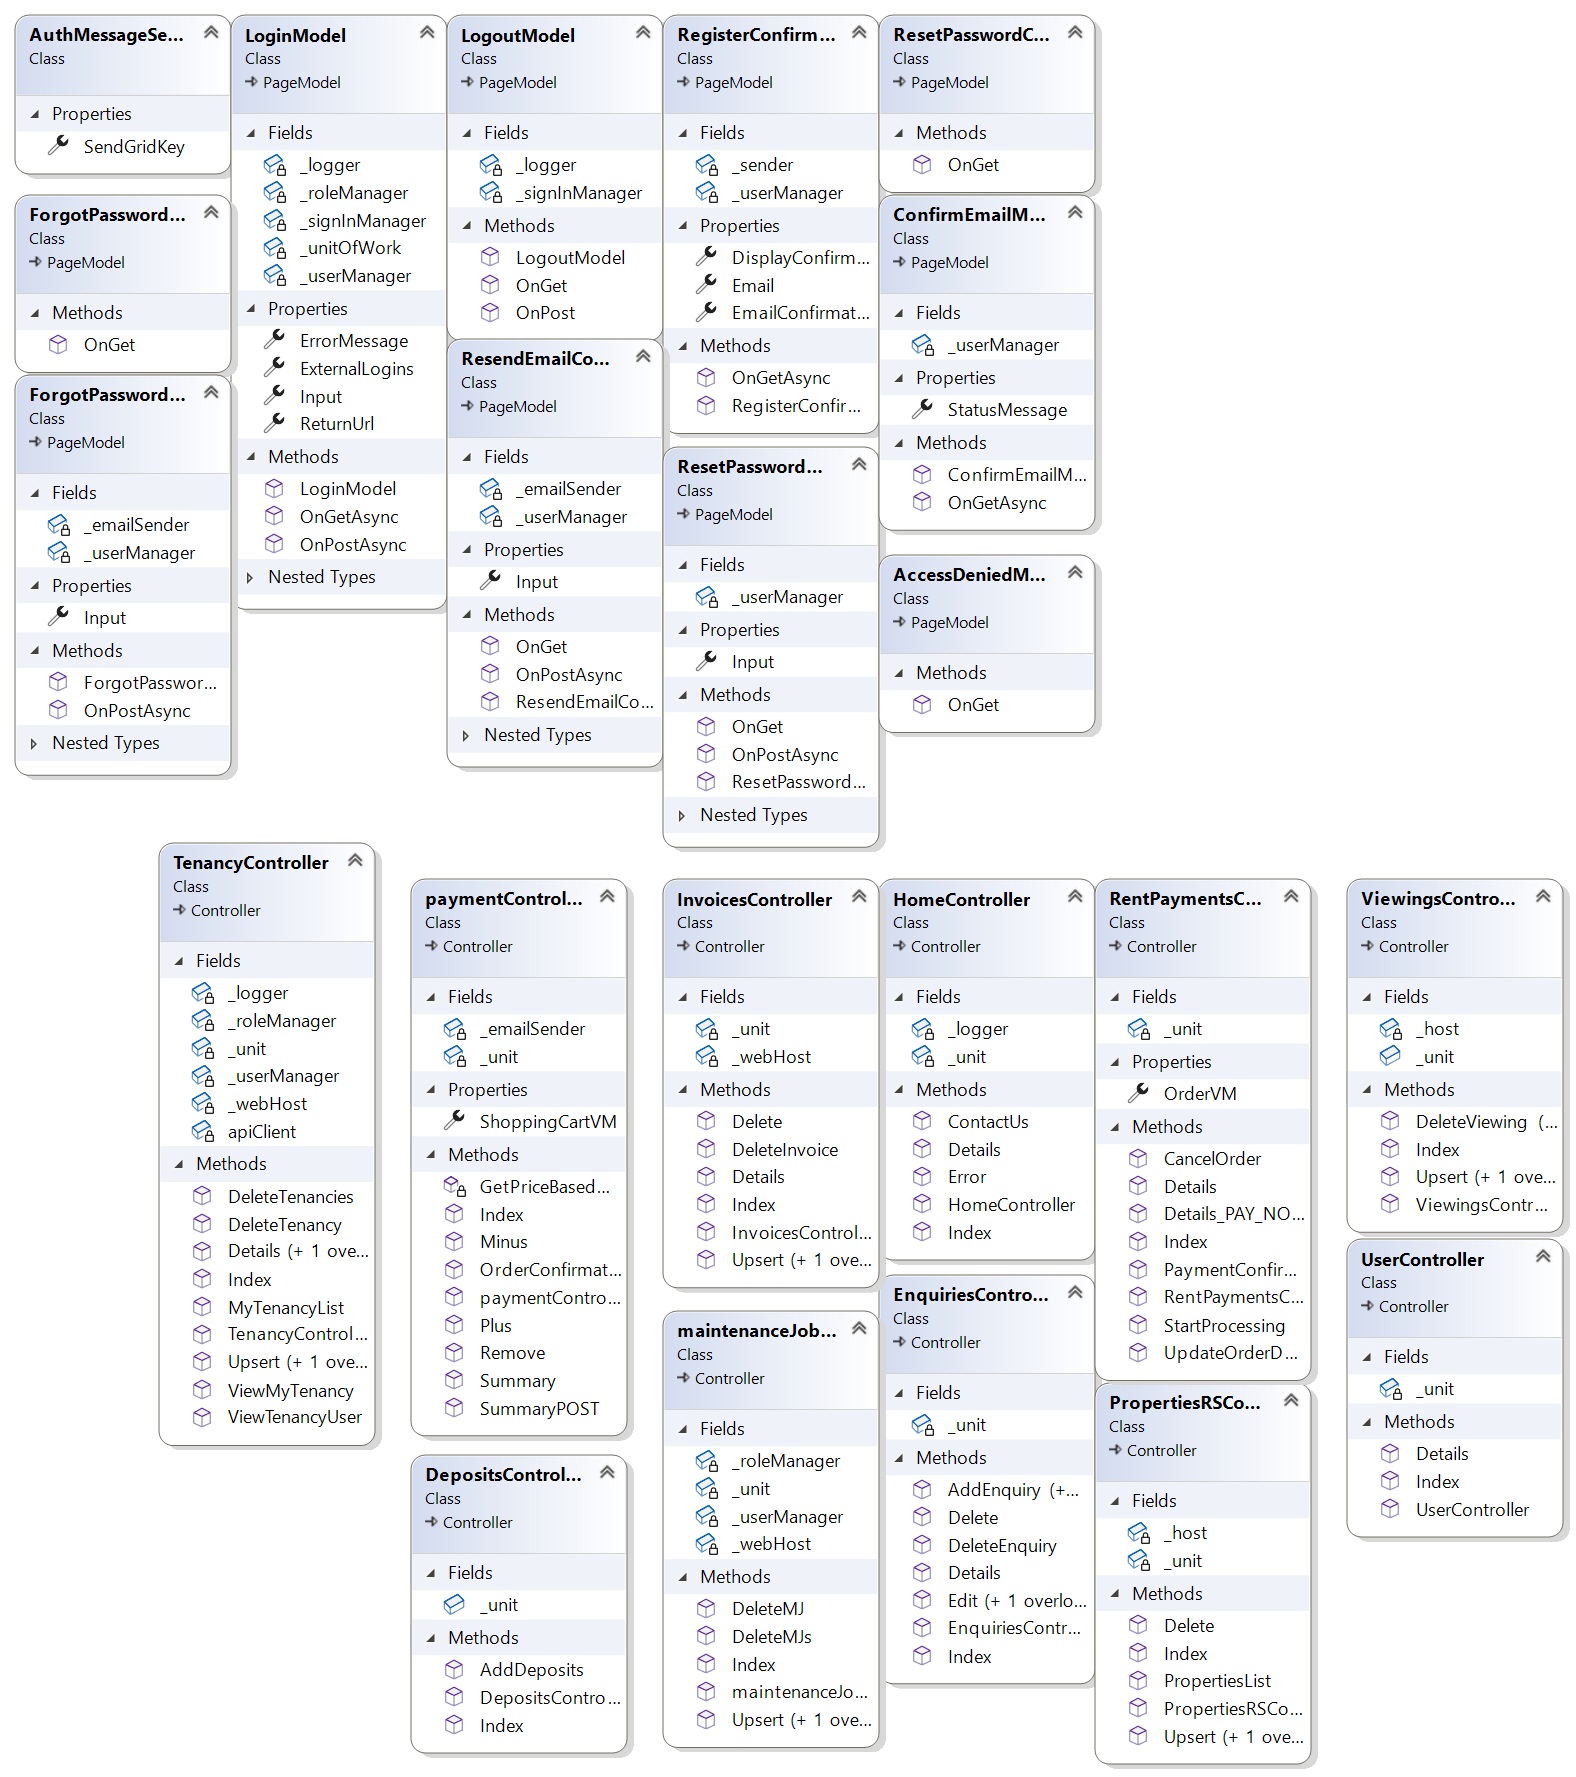 AuthMessageSe...
Class
Properties
SendGridKey
ForgotPassword...
Class
PageModel
Methods
OnGet
ForgotPassword...
Class
PageModel
Fields
_emailSender
_userManager
Properties
Input
Methods
ForgotPasswor...
OnPostAsync
Nested Types
LoginModel
Class
PageModel
Fields
_logger
_roleManager
_signInManager
_unitOfWork
_userManager
Properties
ErrorMessage
ExternalLogins
Input
ReturnUrl
Methods
LoginModel
OnGetAsync
OnPostAsync
Nested Types
LogoutModel
Class
PageModel
Fields
_logger
_signInManager
Methods
LogoutModel
OnGet
OnPost
ResendEmailCo...
Class
PageModel
Fields
_emailSender
_userManager
Properties
Input
Methods
OnGet
OnPostAsync
ResendEmailCo...
Nested Types
RegisterConfirm...
Class
PageModel
Fields
_sender
_userManager
Properties
DisplayConfirm...
Email
EmailConfirmat...
Methods
OnGetAsync
RegisterConfir...
ResetPassword...
Class
PageModel
Fields
_userManager
Properties
Input
Methods
OnGet
OnPostAsync
ResetPassword...
Nested Types
ResetPasswordC...
Class
PageModel
Methods
OnGet
ConfirmEmailM...
Class
PageModel
Fields
_userManager
Properties
StatusMessage
Methods
ConfirmEmailM...
OnGetAsync
AccessDeniedM...
Class
PageModel
Methods
OnGet
TenancyController
Class
Controller
Fields
_logger
_roleManager
_unit
_userManager
_webHost
apiClient
Methods
DeleteTenancies
DeleteTenancy
Details (+ 1 ove...
Index
MyTenancyList
TenancyControl...
Upsert (+ 1 ove...
ViewMyTenancy
ViewTenancyUser
paymentControl...
Class
Controller
Fields
_emailSender
_unit
Properties
ShoppingCartVM
Methods
GetPriceBased...
Index
Minus
OrderConfirmat...
paymentContro...
Plus
Remove
Summary
SummaryPOST
DepositsControl...
Class
Controller
Fields
_unit
Methods
AddDeposits
DepositsContro...
Index
InvoicesController
Class
Controller
Fields
_unit
_webHost
Methods
Delete
DeleteInvoice
Details
Index
InvoicesControl...
Upsert (+ 1 ove...
maintenanceJob...
Class
Controller
Fields
_roleManager
_unit
_userManager
_webHost
Methods
DeleteMJ
DeleteMJs
Index
maintenanceJo...
Upsert (+ 1 ove...
HomeController
Class
Controller
Fields
_logger
_unit
Methods
ContactUs
Details
Error
HomeController
Index
EnquiriesContro...
Class
Controller
Fields
_unit
Methods
AddEnquiry (+...
Delete
DeleteEnquiry
Details
Edit (+ 1 overlo...
EnquiriesContr...
Index
RentPaymentsC...
Class
Controller
Fields
_unit
Properties
OrderVM
Methods
CancelOrder
Details
Details_PAY_NO...
Index
PaymentConfir...
RentPaymentsC...
StartProcessing
UpdateOrderD...
PropertiesRSCo...
Class
Controller
Fields
_host
_unit
Methods
Delete
Index
PropertiesList
PropertiesRSCo...
Upsert (+ 1 ove...
ViewingsContro...
Class
Controller
Fields
_host
_unit
Methods
DeleteViewing (...
Index
Upsert (+ 1 ove...
ViewingsContr...
UserController
Class
Controller
Fields
_unit
Methods
Details
Index
UserController